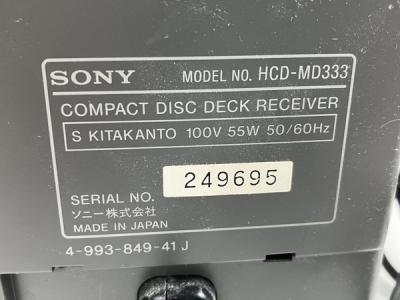 SONY MODEL NO. HCD-MD333
COMPACT DISC DECK RECEIVER
S KITAKANTO 100V 55W 50/60Hz
SERIAL NO. 249695
ソニー株式会社
MADE IN JAPAN
4-993-849-41 J